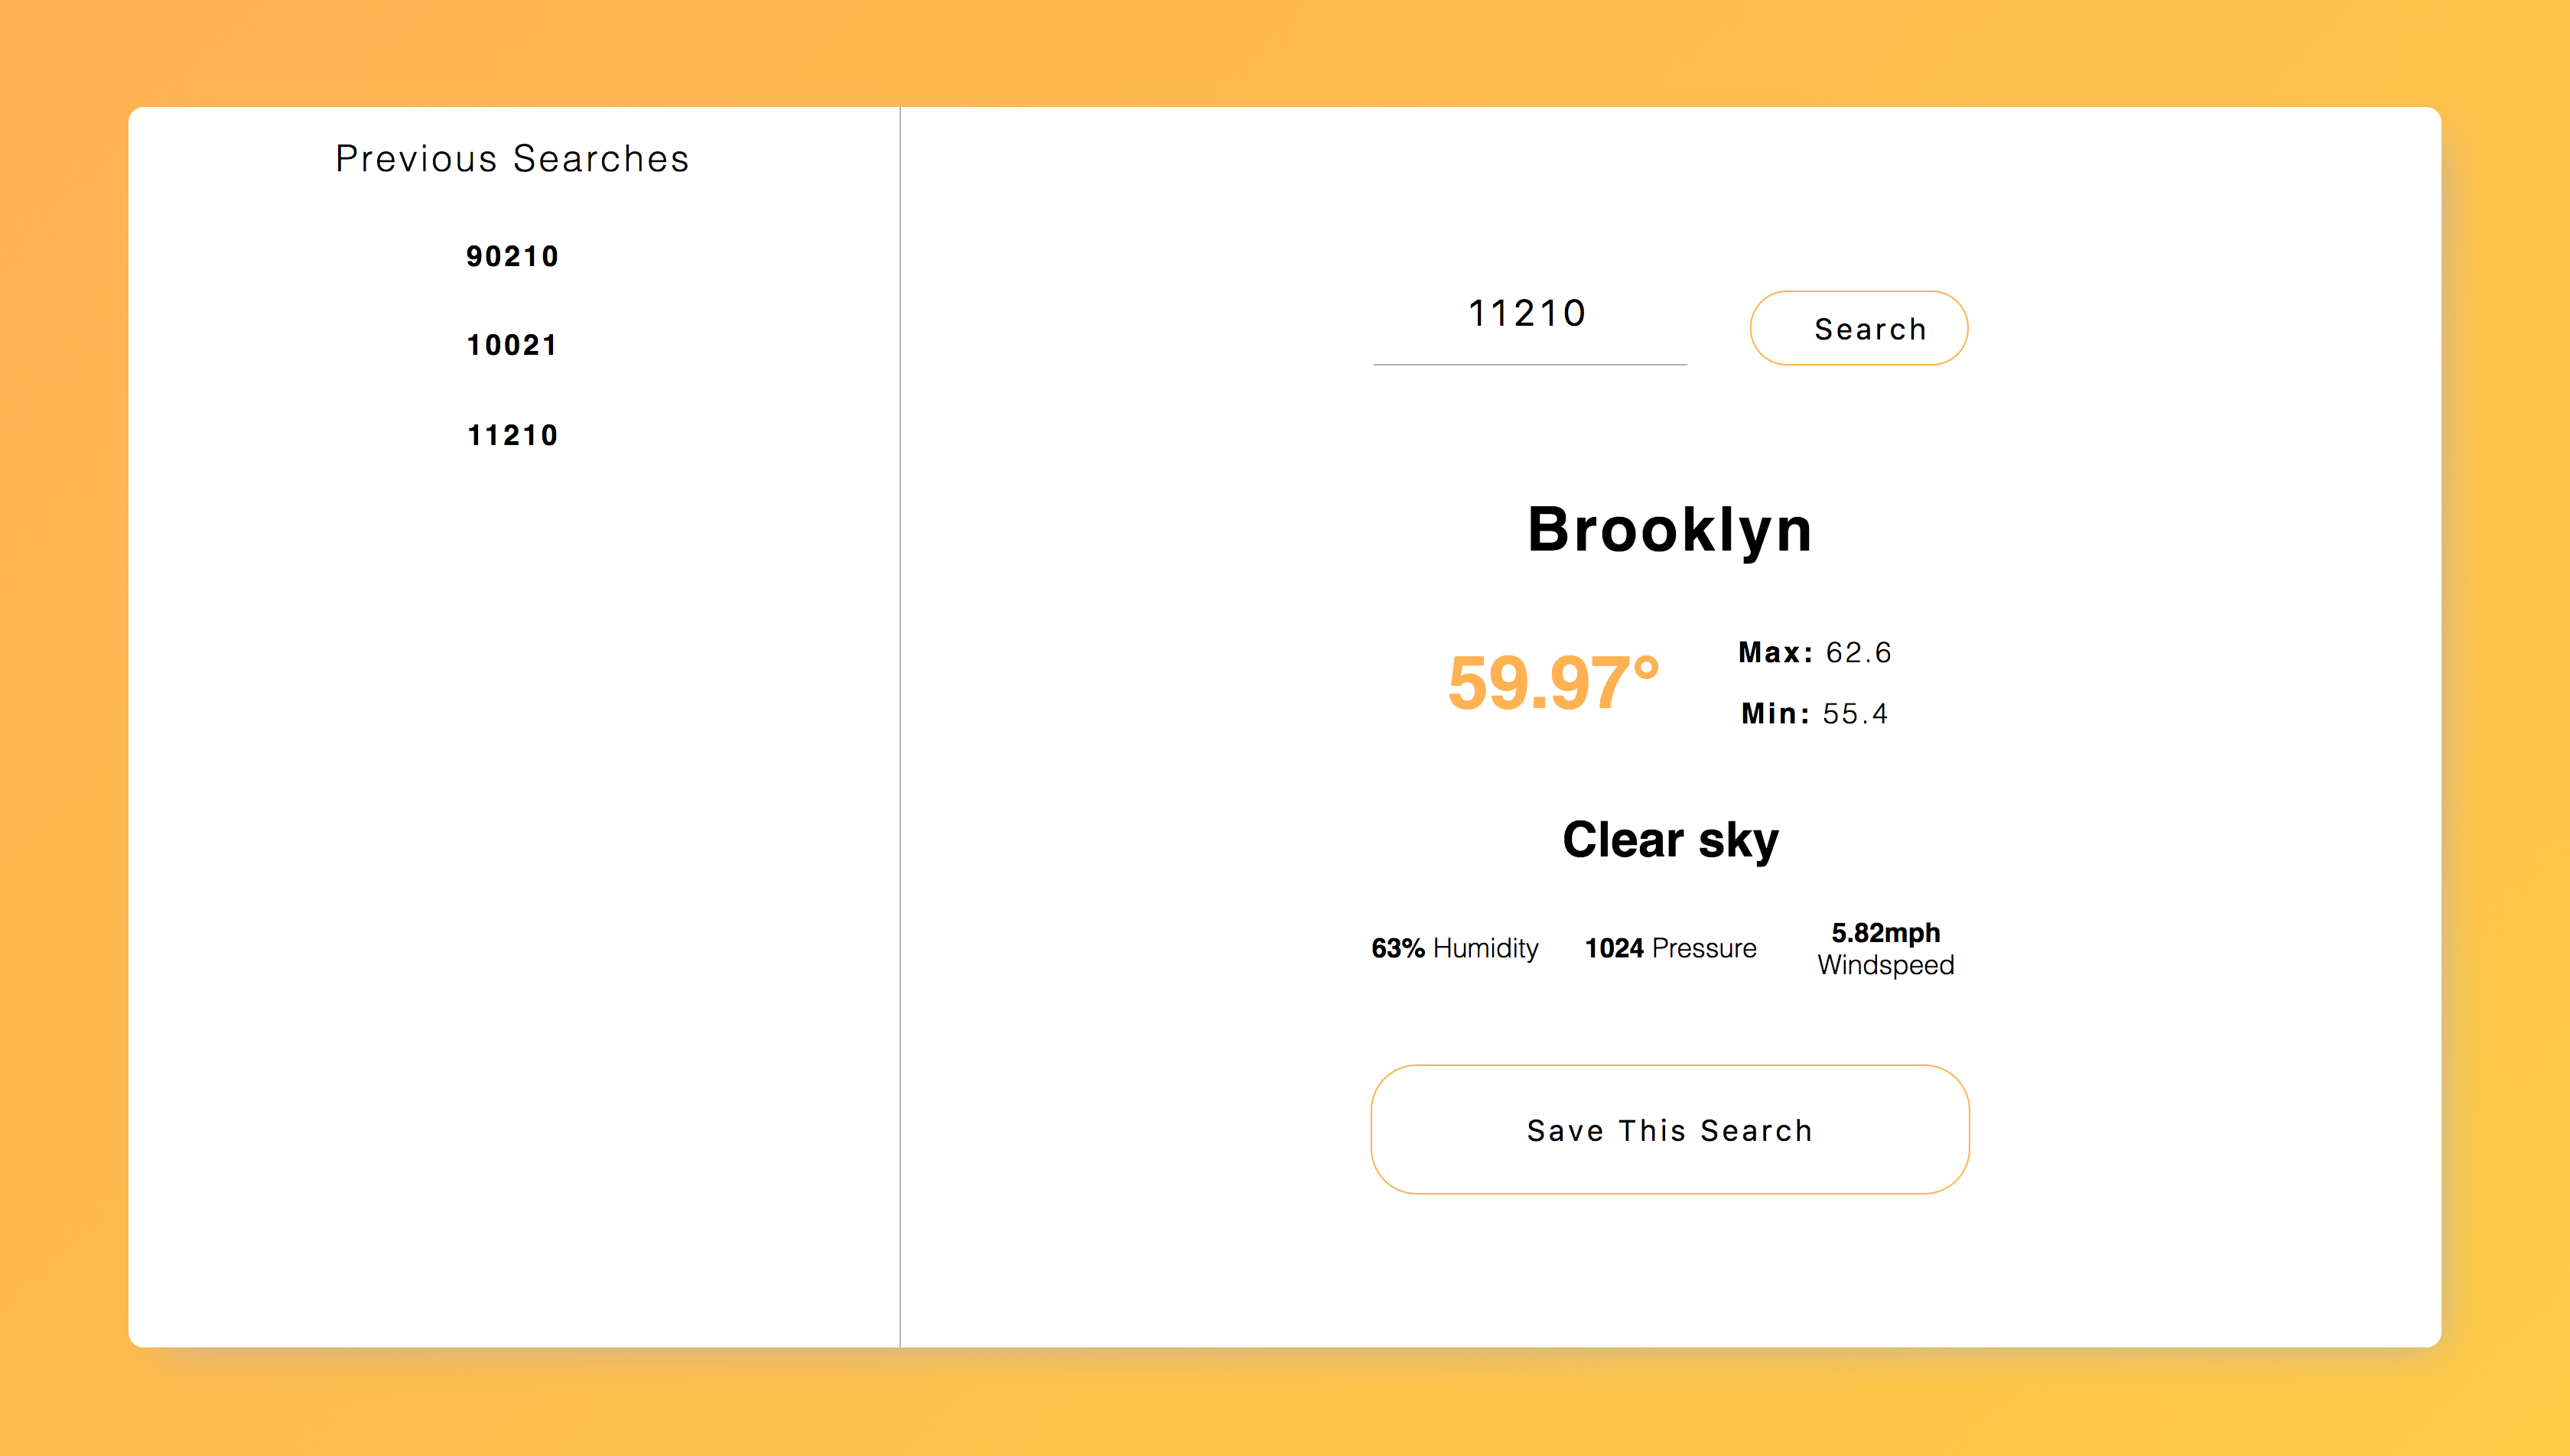 Previous Searches
90210
10021
11210
11210
Search
Brooklyn
59.97°
Max: 62.6
Min: 55.4
Clear sky
63% Humidity
1024 Pressure
5.82mph
Windspeed
Save This Search